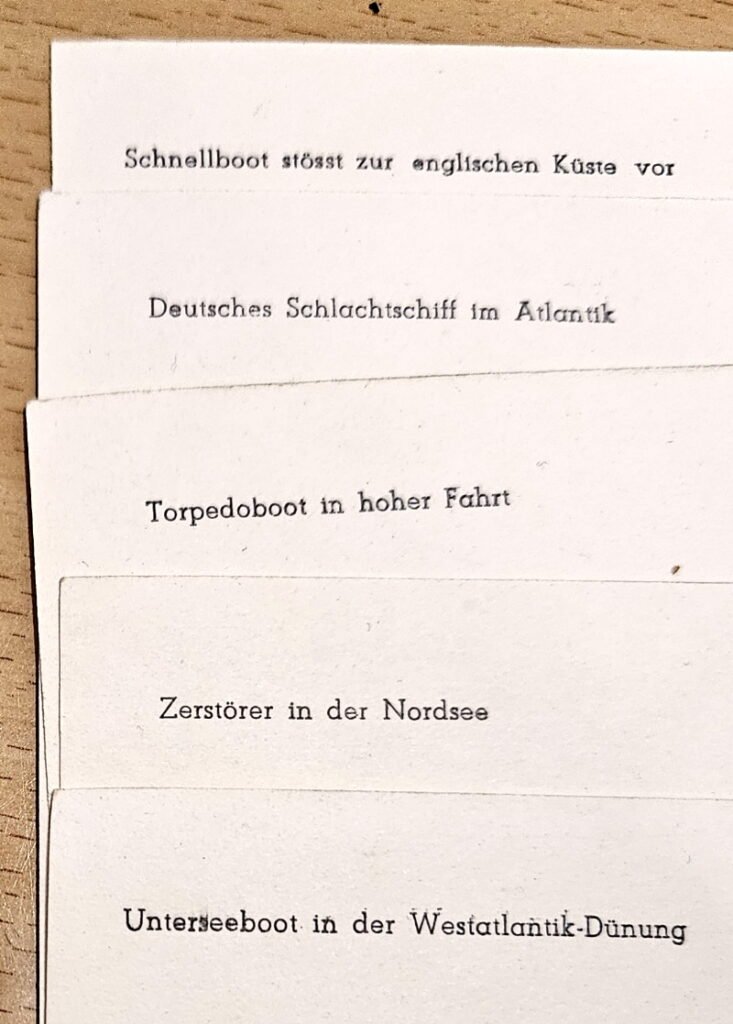 Schnellboot stösst zur englischen Küste vor
Deutsches Schlachtschiff im Atlantik
Torpedoboot in hoher Fahrt
Zerstörer in der Nordsee
Unterseeboot in der Westatlantik-Dünung